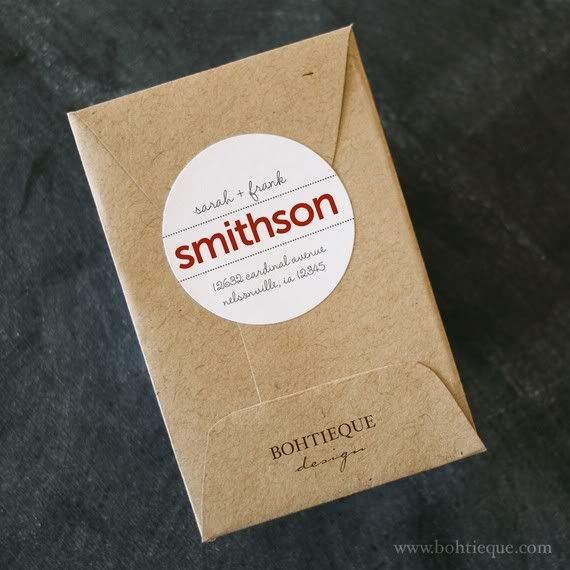 sarah + frank
smithson
12632 cardinal avenue
nelsonville, ia 12345
BOHTIEQUE
design
www.bohtieque.com